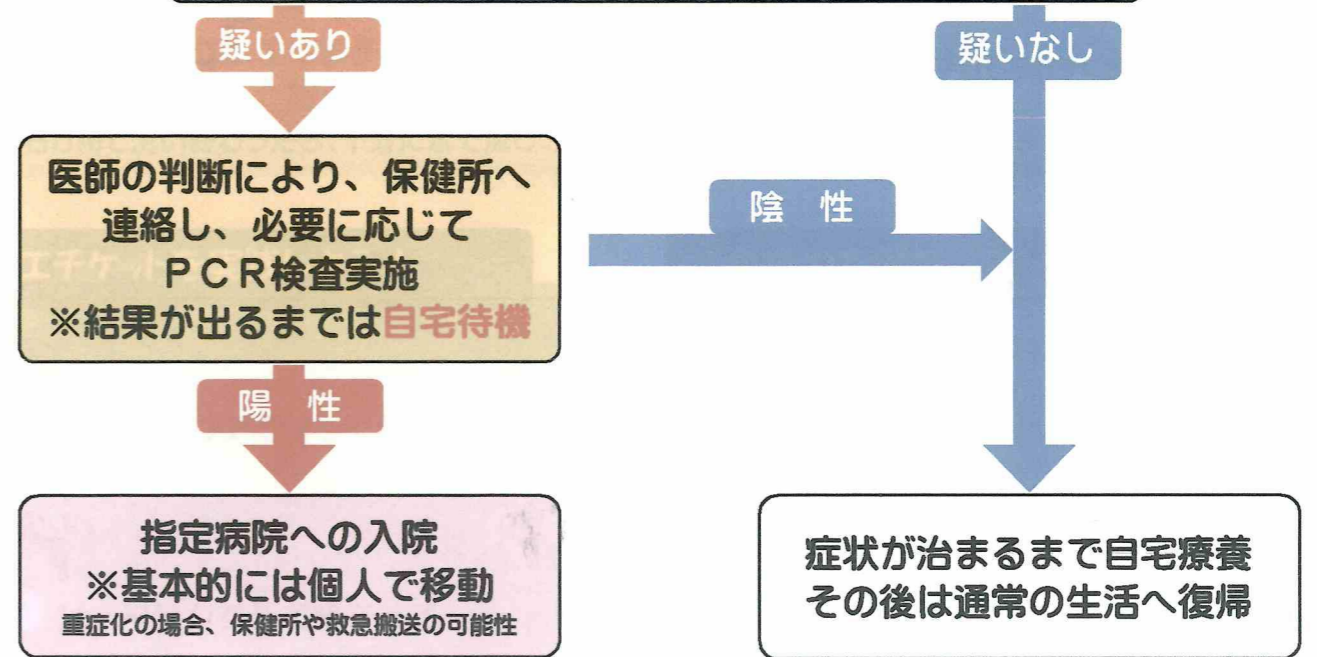 疑いあり
疑いなし
医師の判断により、保健所へ
連絡し、必要に応じて
ＰＣＲ検査実施
※結果が出るまでは自宅待機
陰　性
陽　性
指定病院への入院
※基本的には個人で移動
重症化の場合、保健所や救急搬送の可能性
症状が治まるまで自宅療養
その後は通常の生活へ復帰